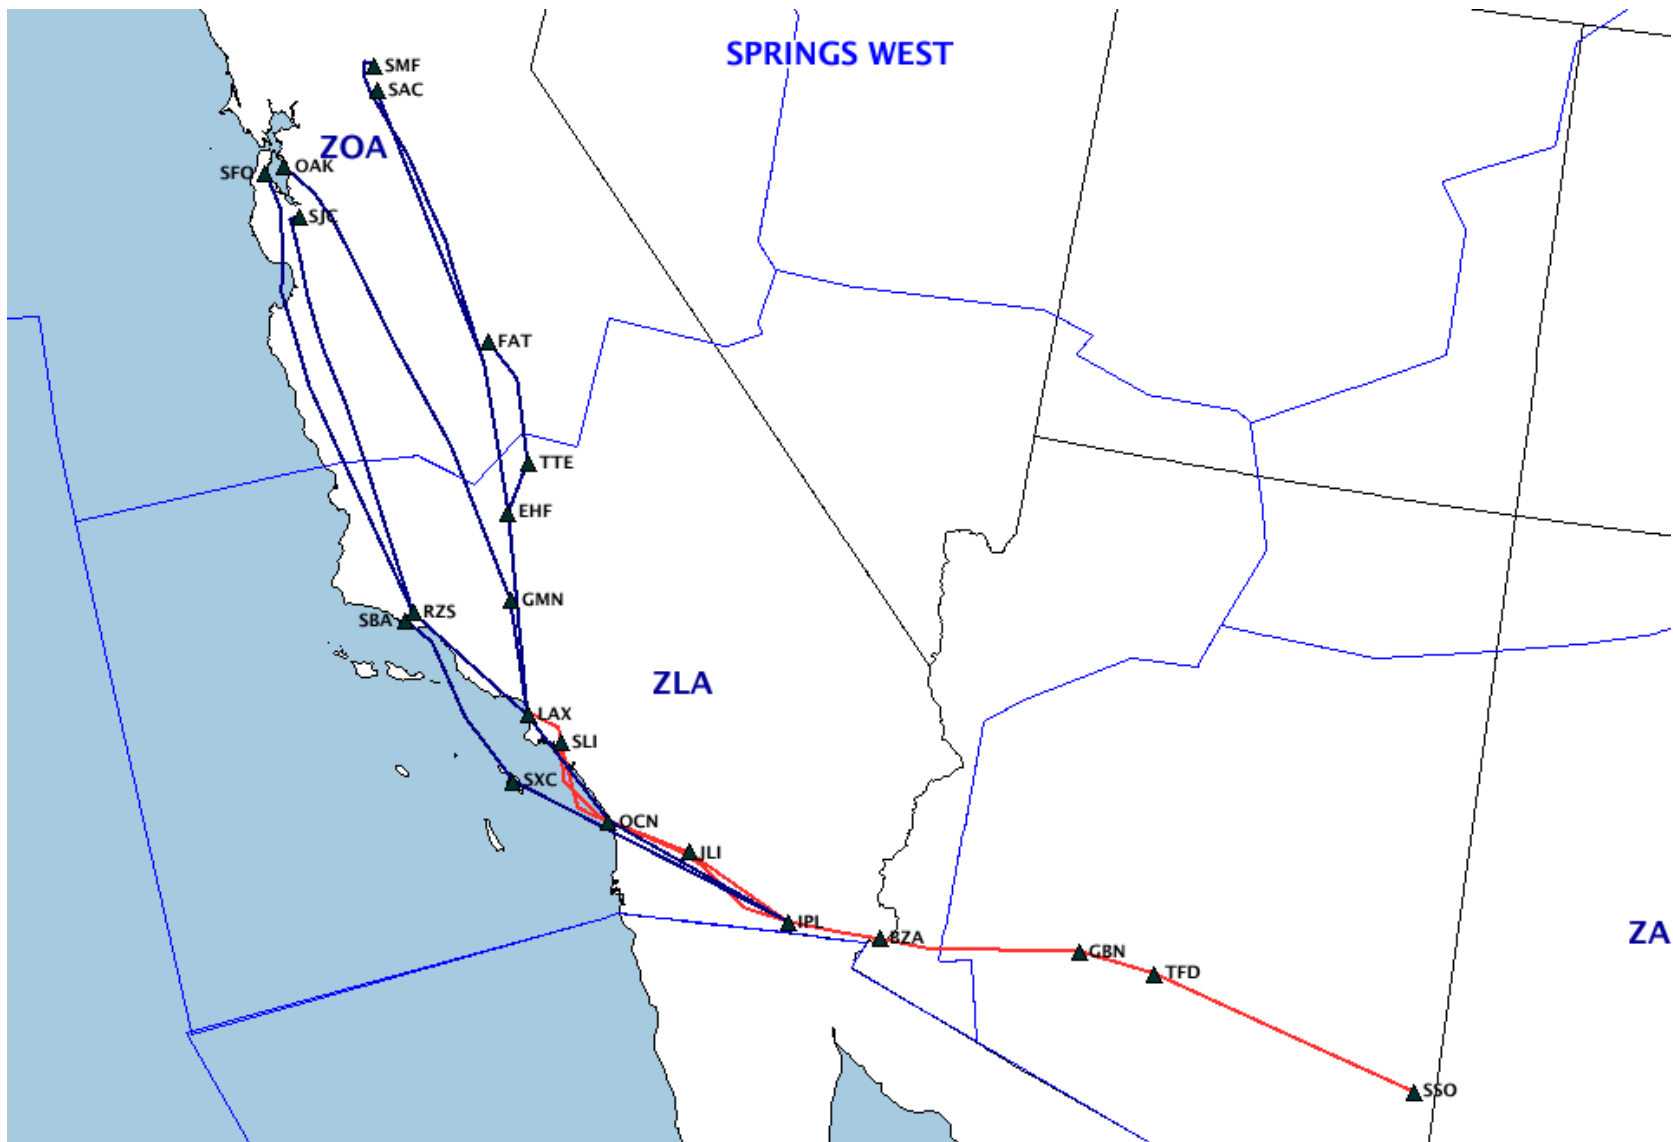 SPRINGS WEST
SMF
SAC
ZOA
OAK
SFO
SJC
FAT
TTE
EHF
GMN
RZS
SBA
ZLA
LAX
SLI
SXC
OCN
JLI
IPL
BZA
ZA
GBN
TFD
SSO